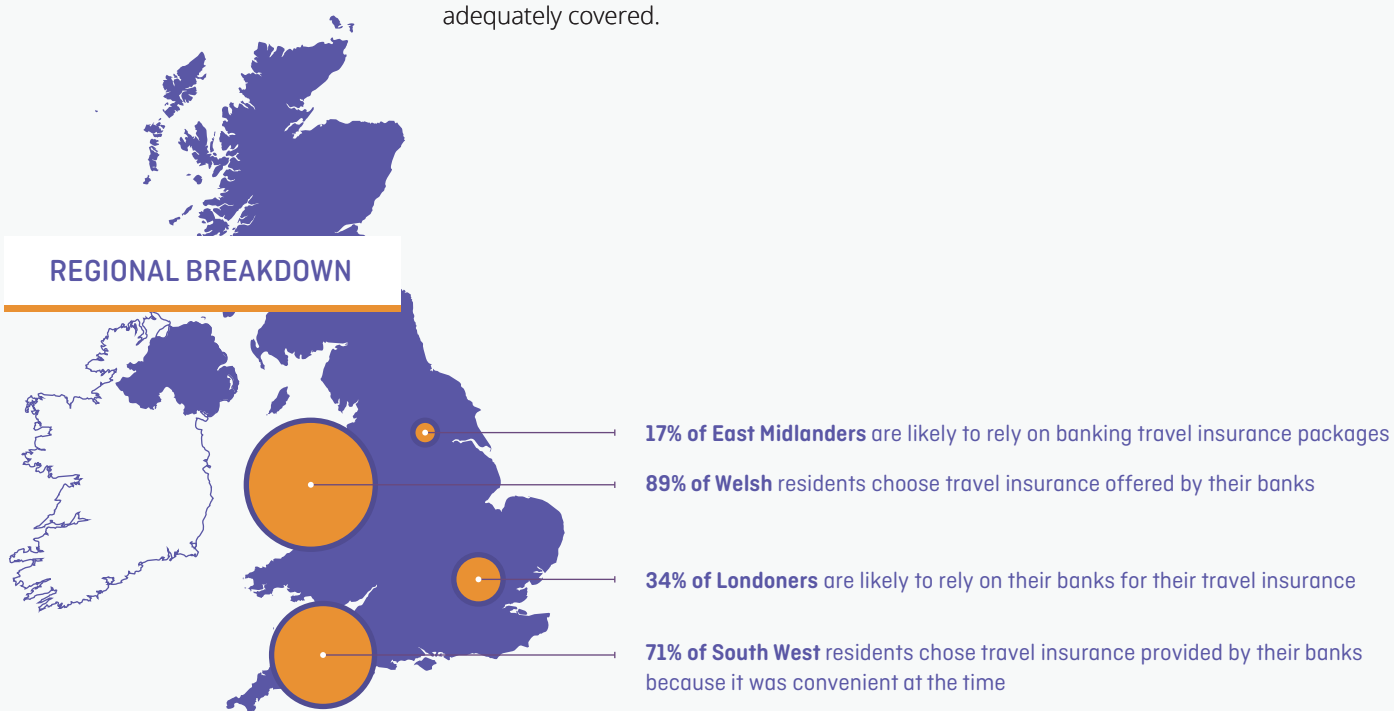 adequately covered.
REGIONAL BREAKDOWN
17% of East Midlanders are likely to rely on banking travel insurance packages
89% of Welsh residents choose travel insurance offered by their banks
34% of Londoners are likely to rely on their banks for their travel insurance
71% of South West residents chose travel insurance provided by their banks
because it was convenient at the time